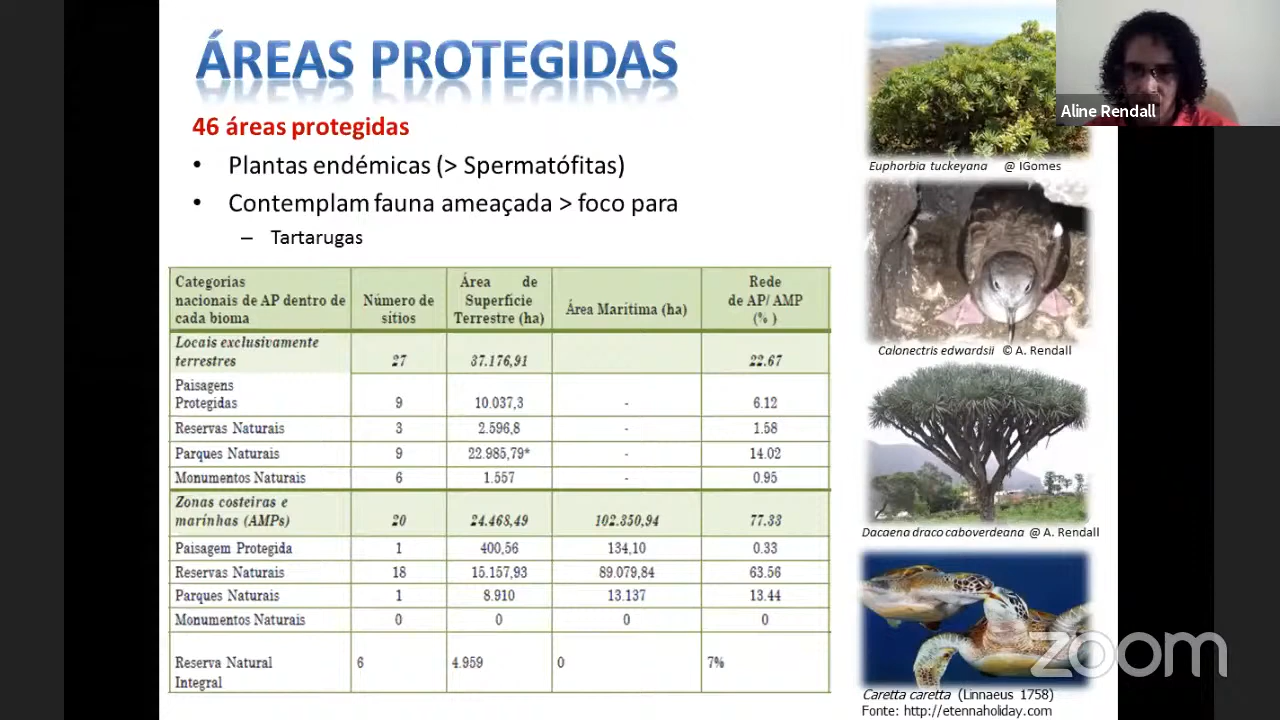 ÁREAS PROTEGIDAS
46 áreas protegidas
• Plantas endémicas (> Spermatófitas)
• Contemplam fauna ameaçada > foco para
– Tartarugas
Categorias
nacionais de AP dentro de
cada bioma
Número de
sitios
Área de
Superfície
Terrestre (ha)
Área Marítima (ha)
Rede
de AP/ AMP
(% )
Locais exclusivamente
terrestres
27 37.176,91 22.67
Paisagens
Protegidas
9 10.037,3 - 6.12
Reservas Naturais 3 2.596,8 - 1.58
Parques Naturais 9 22.985,79* - 14.02
Monumentos Naturais 6 1.557 - 0.95
Zonas costeiras e
marinhas (AMPs)
20 24.468,49 102.350,94 77.33
Paisagem Protegida 1 400,56 134,10 0.33
Reservas Naturais 18 15.157,93 89.079,84 63.56
Parques Naturais 1 8.910 13.137 13.44
Monumentos Naturais 0 0 0 0
Reserva Natural
Integral
6 4.959 0 7%
Aline Rendall
Euphorbia tuckeyana @ IGomes
Calonectris edwardsii © A. Rendall
Dacaena draco caboverdeana @ A. Rendall
zoom
Caretta caretta (Linnaeus 1758)
Fonte: http://etennaholiday.com